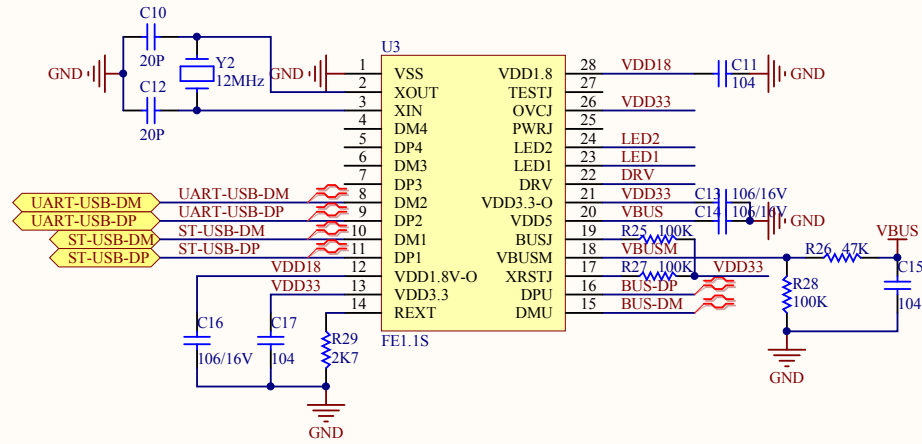 C10
20P
GND
C12
20P
Y2
12MHz
GND
U3
1 VSS VDD1.8 28 VDD18 C11
104
GND
2 XOUT TESTJ 27
3 XIN OVCJ 26 VDD33
4 DM4 PWRJ 25
5 DP4 LED2 24 LED2
6 DM3 LED1 23 LED1
7 DP3 DRV 22 DRV
UART-USB-DM UART-USB-DM 8 DM2 VDD3.3-O 21 VDD33 C13 106/16V
UART-USB-DP UART-USB-DP 9 DP2 VDD5 20 VBUS C14 106/16V
GND
ST-USB-DM ST-USB-DM 10 DM1 BUSJ 19 R25 100K
ST-USB-DP ST-USB-DP 11 DP1 VBUSM 18 VBUSM R26 47K VBUS
VDD18 12 VDD1.8V-O XRSTJ 17 R27 100K VDD33
VDD33 13 VDD3.3 DPU 16 BUS-DP
14 REXT DMU 15 BUS-DM
FE1.1S
R28
100K
C15
104
GND
C16
106/16V
C17
104
R29
2K7
GND